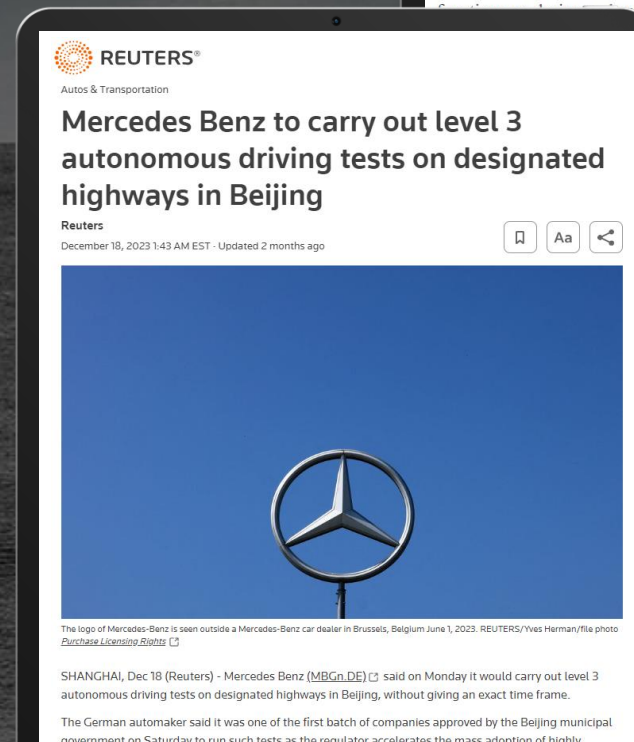 REUTERS®
Autos & Transportation
Mercedes Benz to carry out level 3
autonomous driving tests on designated
highways in Beijing
Reuters
December 18, 2023 1:43 AM EST · Updated 2 months ago
Aa
The logo of Mercedes-Benz is seen outside a Mercedes-Benz car dealer in Brussels, Belgium June 1, 2023. REUTERS/Yves Herman/file photo
Purchase Licensing Rights
SHANGHAI, Dec 18 (Reuters) - Mercedes Benz (MBGn.DE) said on Monday it would carry out level 3
autonomous driving tests on designated highways in Beijing, without giving an exact time frame.
The German automaker said it was one of the first batch of companies approved by the Beijing municipal
government on Saturday to run such tests as the regulator accelerates the mass adoption of highly